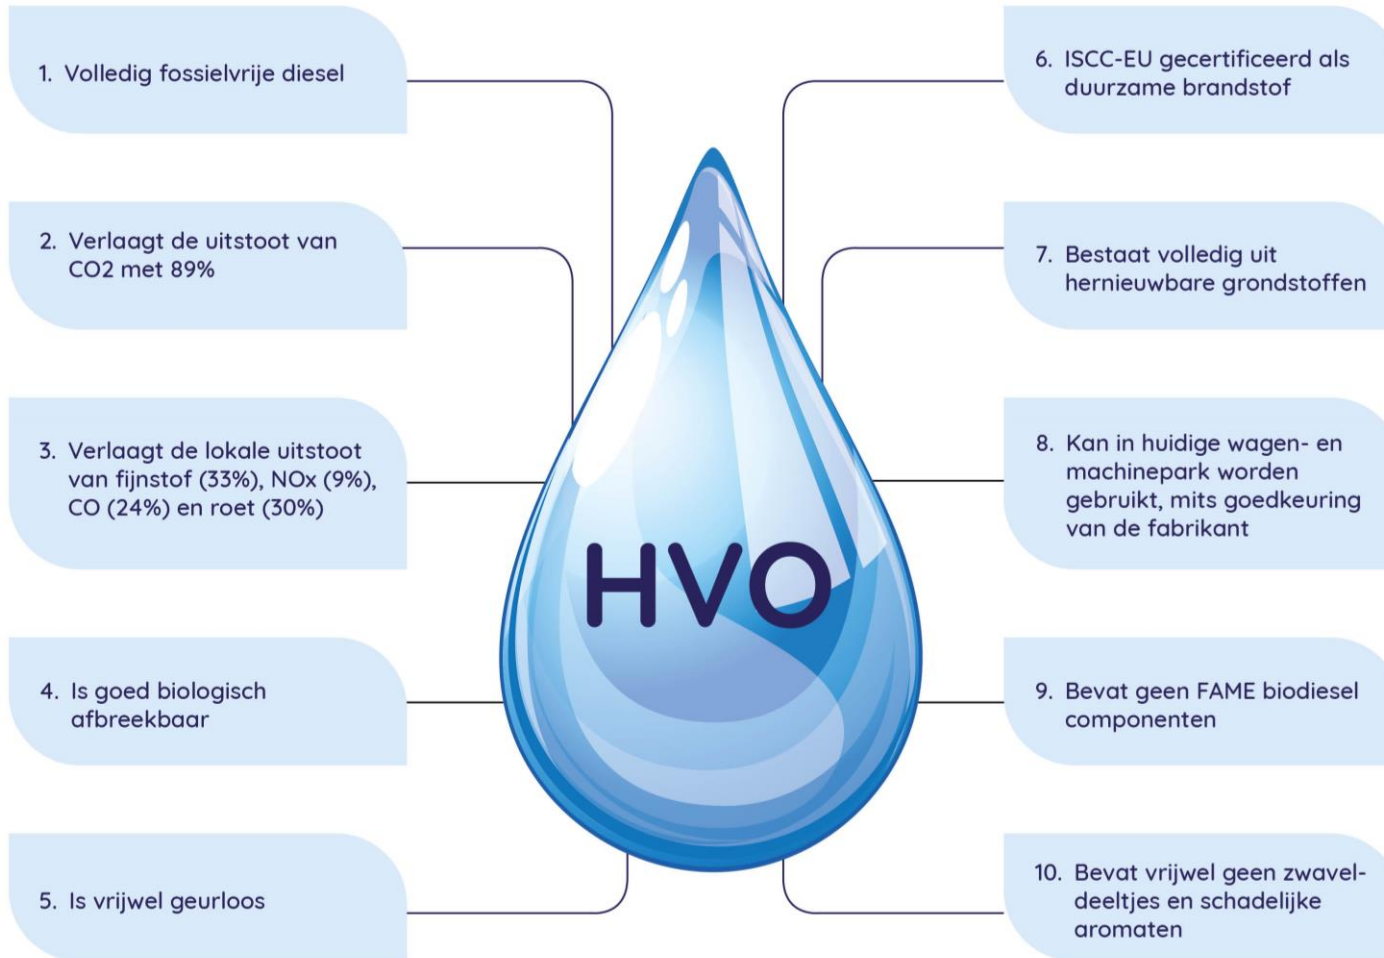 1. Volledig fossielvrije diesel
2. Verlaagt de uitstoot van
CO2 met 89%
3. Verlaagt de lokale uitstoot
van fijnstof (33%), NOx (9%),
CO (24%) en roet (30%)
4. Is goed biologisch
afbreekbaar
5. Is vrijwel geurloos
HVO
6. ISCC-EU gecertificeerd als
duurzame brandstof
7. Bestaat volledig uit
hernieuwbare grondstoffen
8. Kan in huidige wagen- en
machinepark worden
gebruikt, mits goedkeuring
van de fabrikant
9. Bevat geen FAME biodiesel
componenten
10. Bevat vrijwel geen zwavel-
deeltjes en schadelijke
aromaten